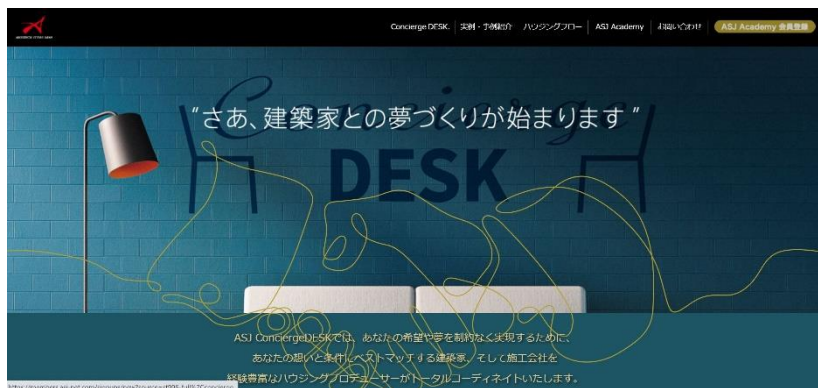 Concierge DESK.
実例・事例紹介
ハウジングフロー
ASJ Academy
お問い合わせ
ASJ Academy 会員登録
Concierge
DESK
"さあ、建築家との夢づくりが始まります"
ASJ ConciergeDESKでは、あなたの希望や夢を制約なく実現するために、
あなたの想いと条件にベストマッチする建築家、そして施工会社を
経験豊富なハウジングプロデューサーがトータルコーディネイトいたします。